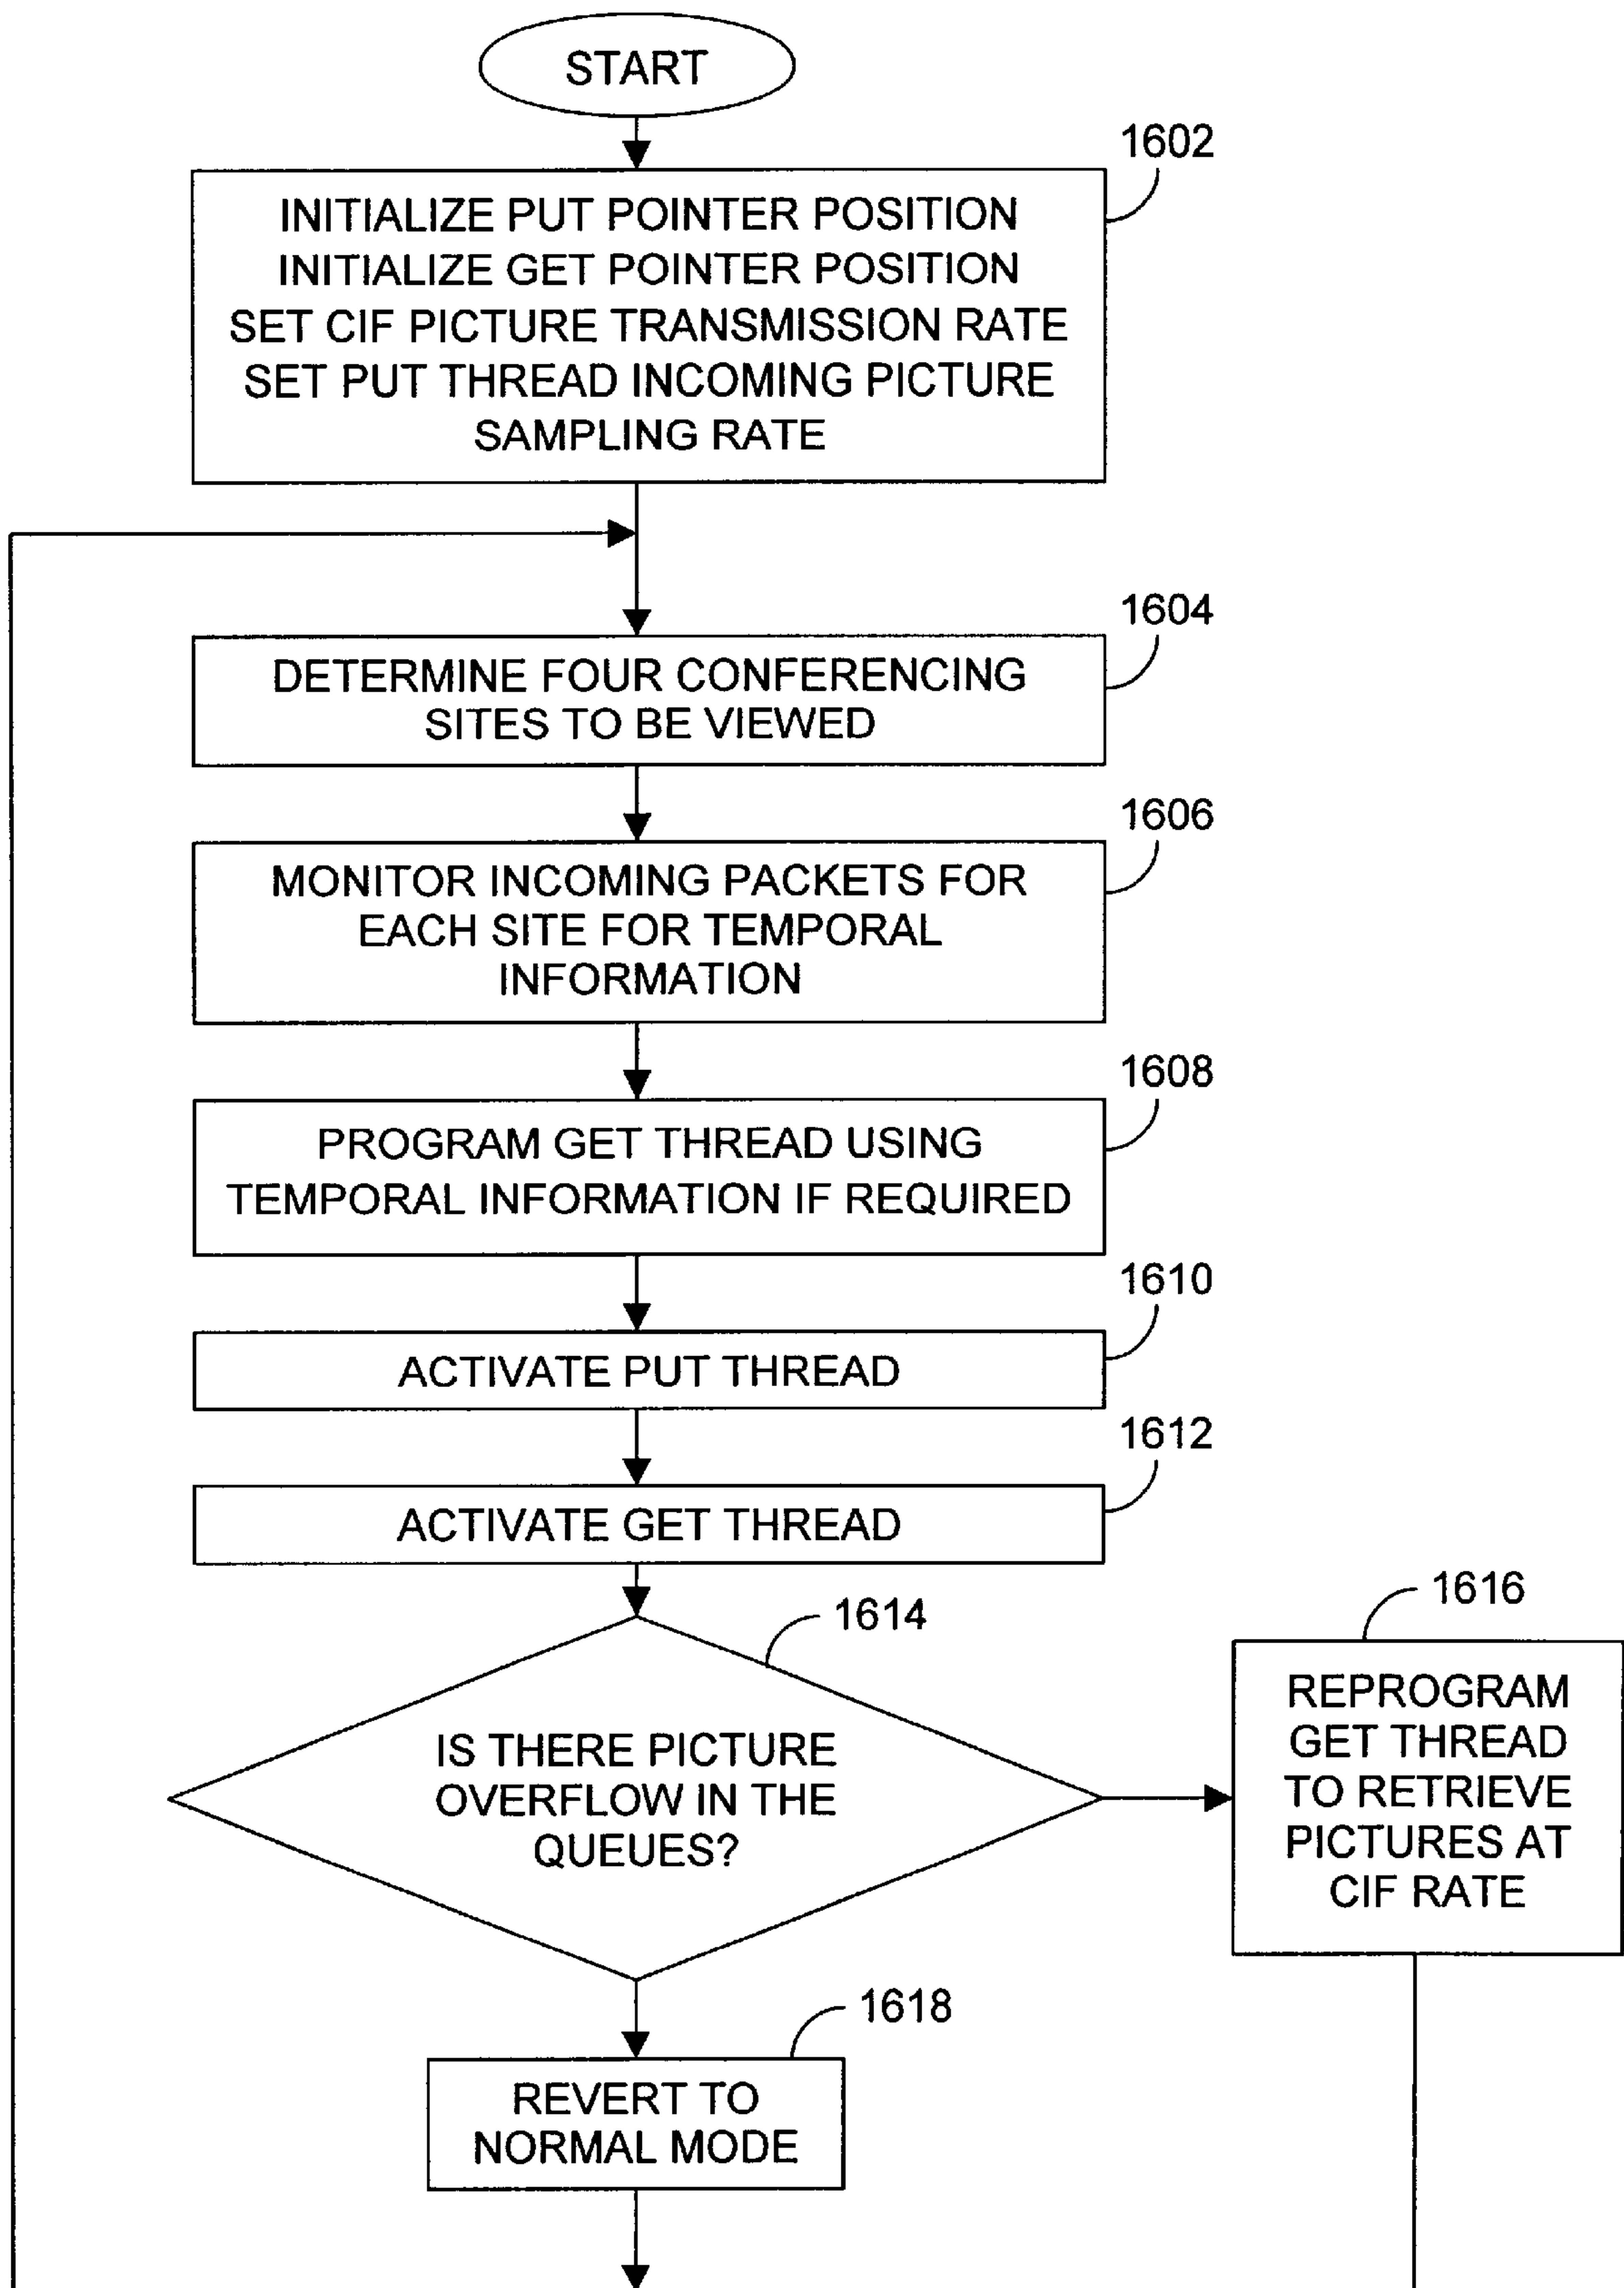 START
1602
INITIALIZE PUT POINTER POSITION
INITIALIZE GET POINTER POSITION
SET CIF PICTURE TRANSMISSION RATE
SET PUT THREAD INCOMING PICTURE
SAMPLING RATE
1604
DETERMINE FOUR CONFERENCING
SITES TO BE VIEWED
1606
MONITOR INCOMING PACKETS FOR
EACH SITE FOR TEMPORAL
INFORMATION
1608
PROGRAM GET THREAD USING
TEMPORAL INFORMATION IF REQUIRED
1610
ACTIVATE PUT THREAD
1612
ACTIVATE GET THREAD
1614
IS THERE PICTURE
OVERFLOW IN THE
QUEUES?
1616
REPROGRAM
GET THREAD
TO RETRIEVE
PICTURES AT
CIF RATE
1618
REVERT TO
NORMAL MODE